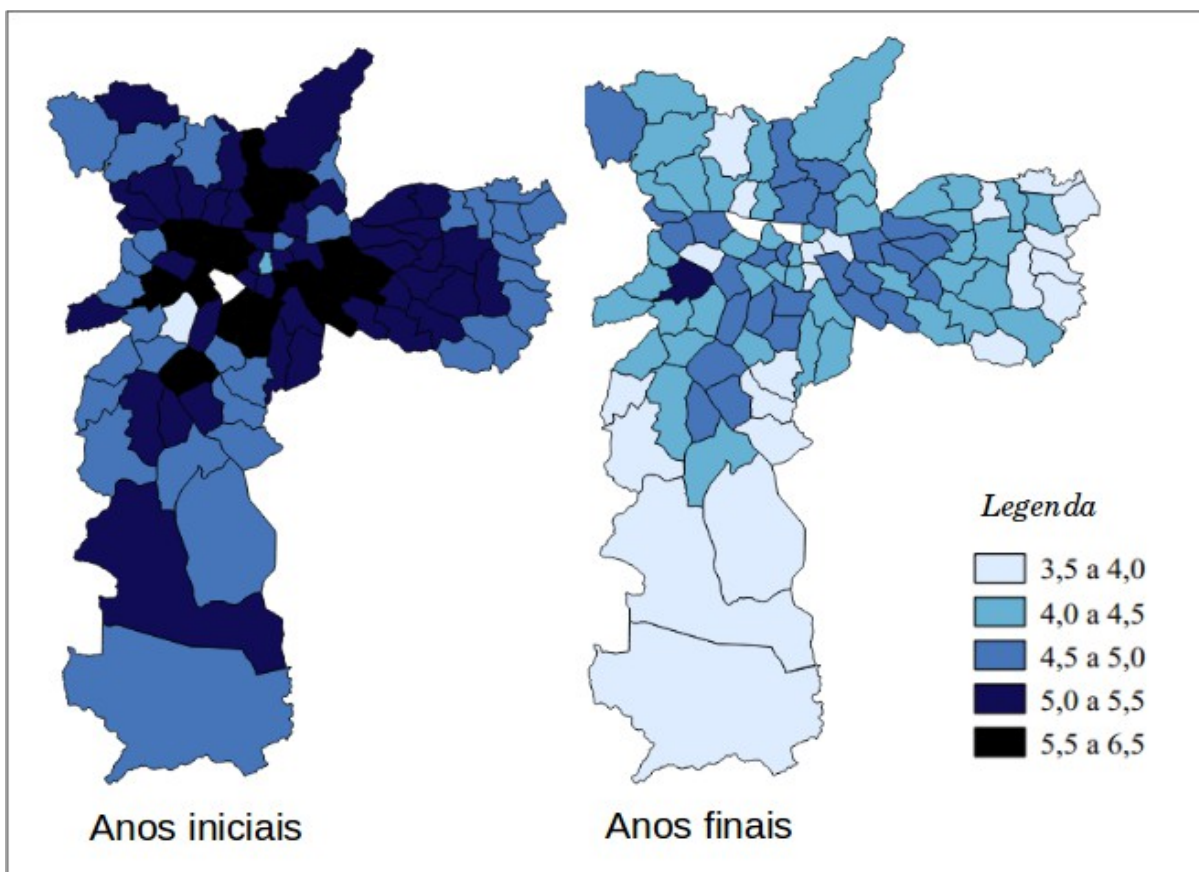 Legenda
3,5 a 4,0
4,0 a 4,5
4,5 a 5,0
5,0 a 5,5
5,5 a 6,5
Anos iniciais
Anos finais